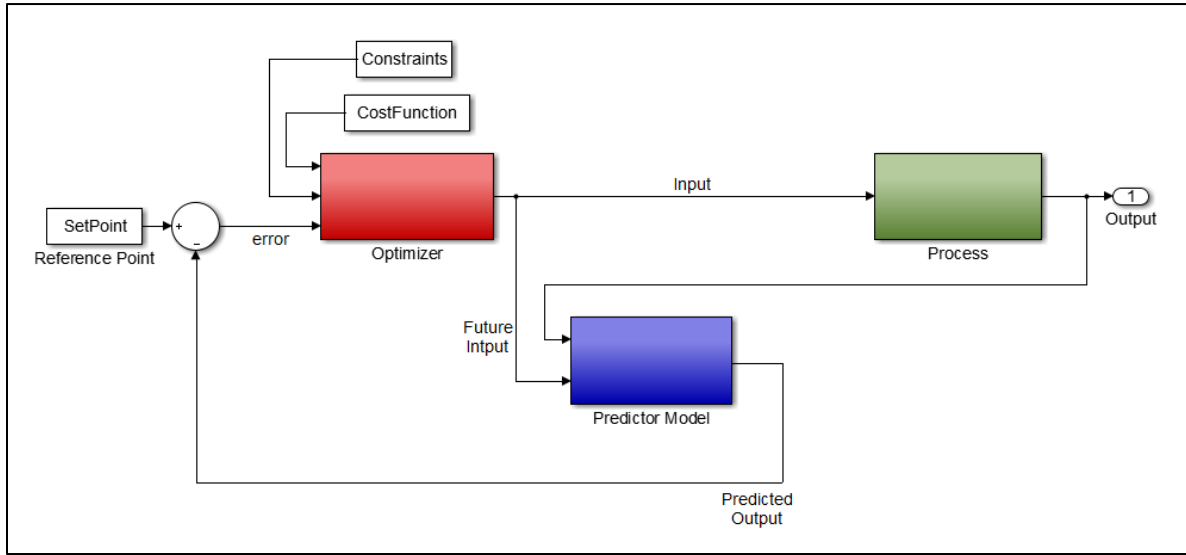 Constraints
CostFunction
SetPoint
Reference Point
+
−
error
Optimizer
Input
Process
1
Output
Future
Intput
Predictor Model
Predicted
Output